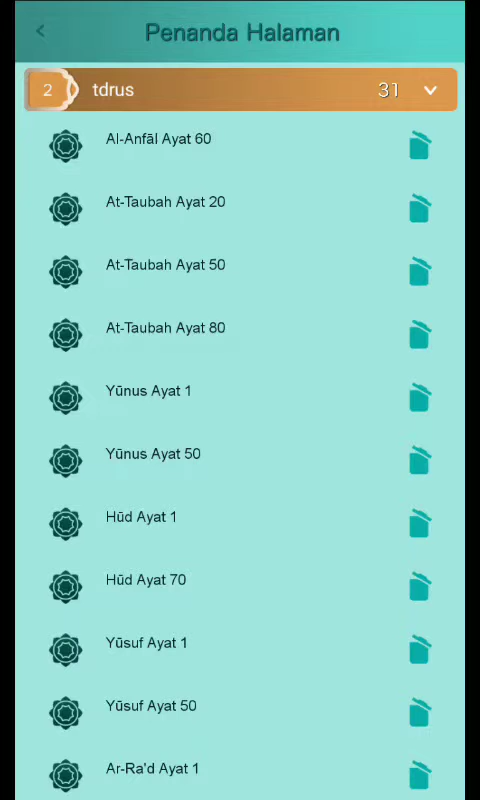 Penanda Halaman
2 tdrus 31
Al-Anfāl Ayat 60
At-Taubah Ayat 20
At-Taubah Ayat 50
At-Taubah Ayat 80
Yūnus Ayat 1
Yūnus Ayat 50
Hūd Ayat 1
Hūd Ayat 70
Yūsuf Ayat 1
Yūsuf Ayat 50
Ar-Ra'd Ayat 1